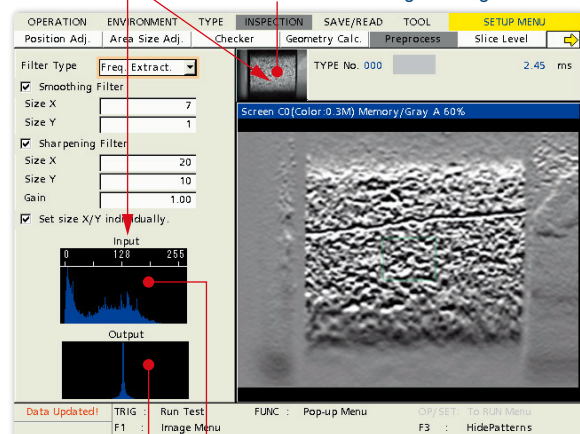 OPERATION ENVIRONMENT TYPE INSPECTION SAVE/READ TOOL SETUP MENU
Position Adj. Area Size Adj. Checker Geometry Calc. Preprocess Slice Level
Filter Type Freq. Extract. TYPE No. 000 2.45 ms
Smoothing Filter
Size X 7
Screen C0(Color:0.3M) Memory/Gray A 60%
Size Y 1
Sharpening Filter
Size X 20
Size Y 10
Gain 1.00
Set size X/Y individually.
Input
0 128 255
Output
Data Updated! TRIG : Run Test FUNC : Pop-up Menu OP/SET: To RUN Menu
F1 : Image Menu F3 : HidePatterns